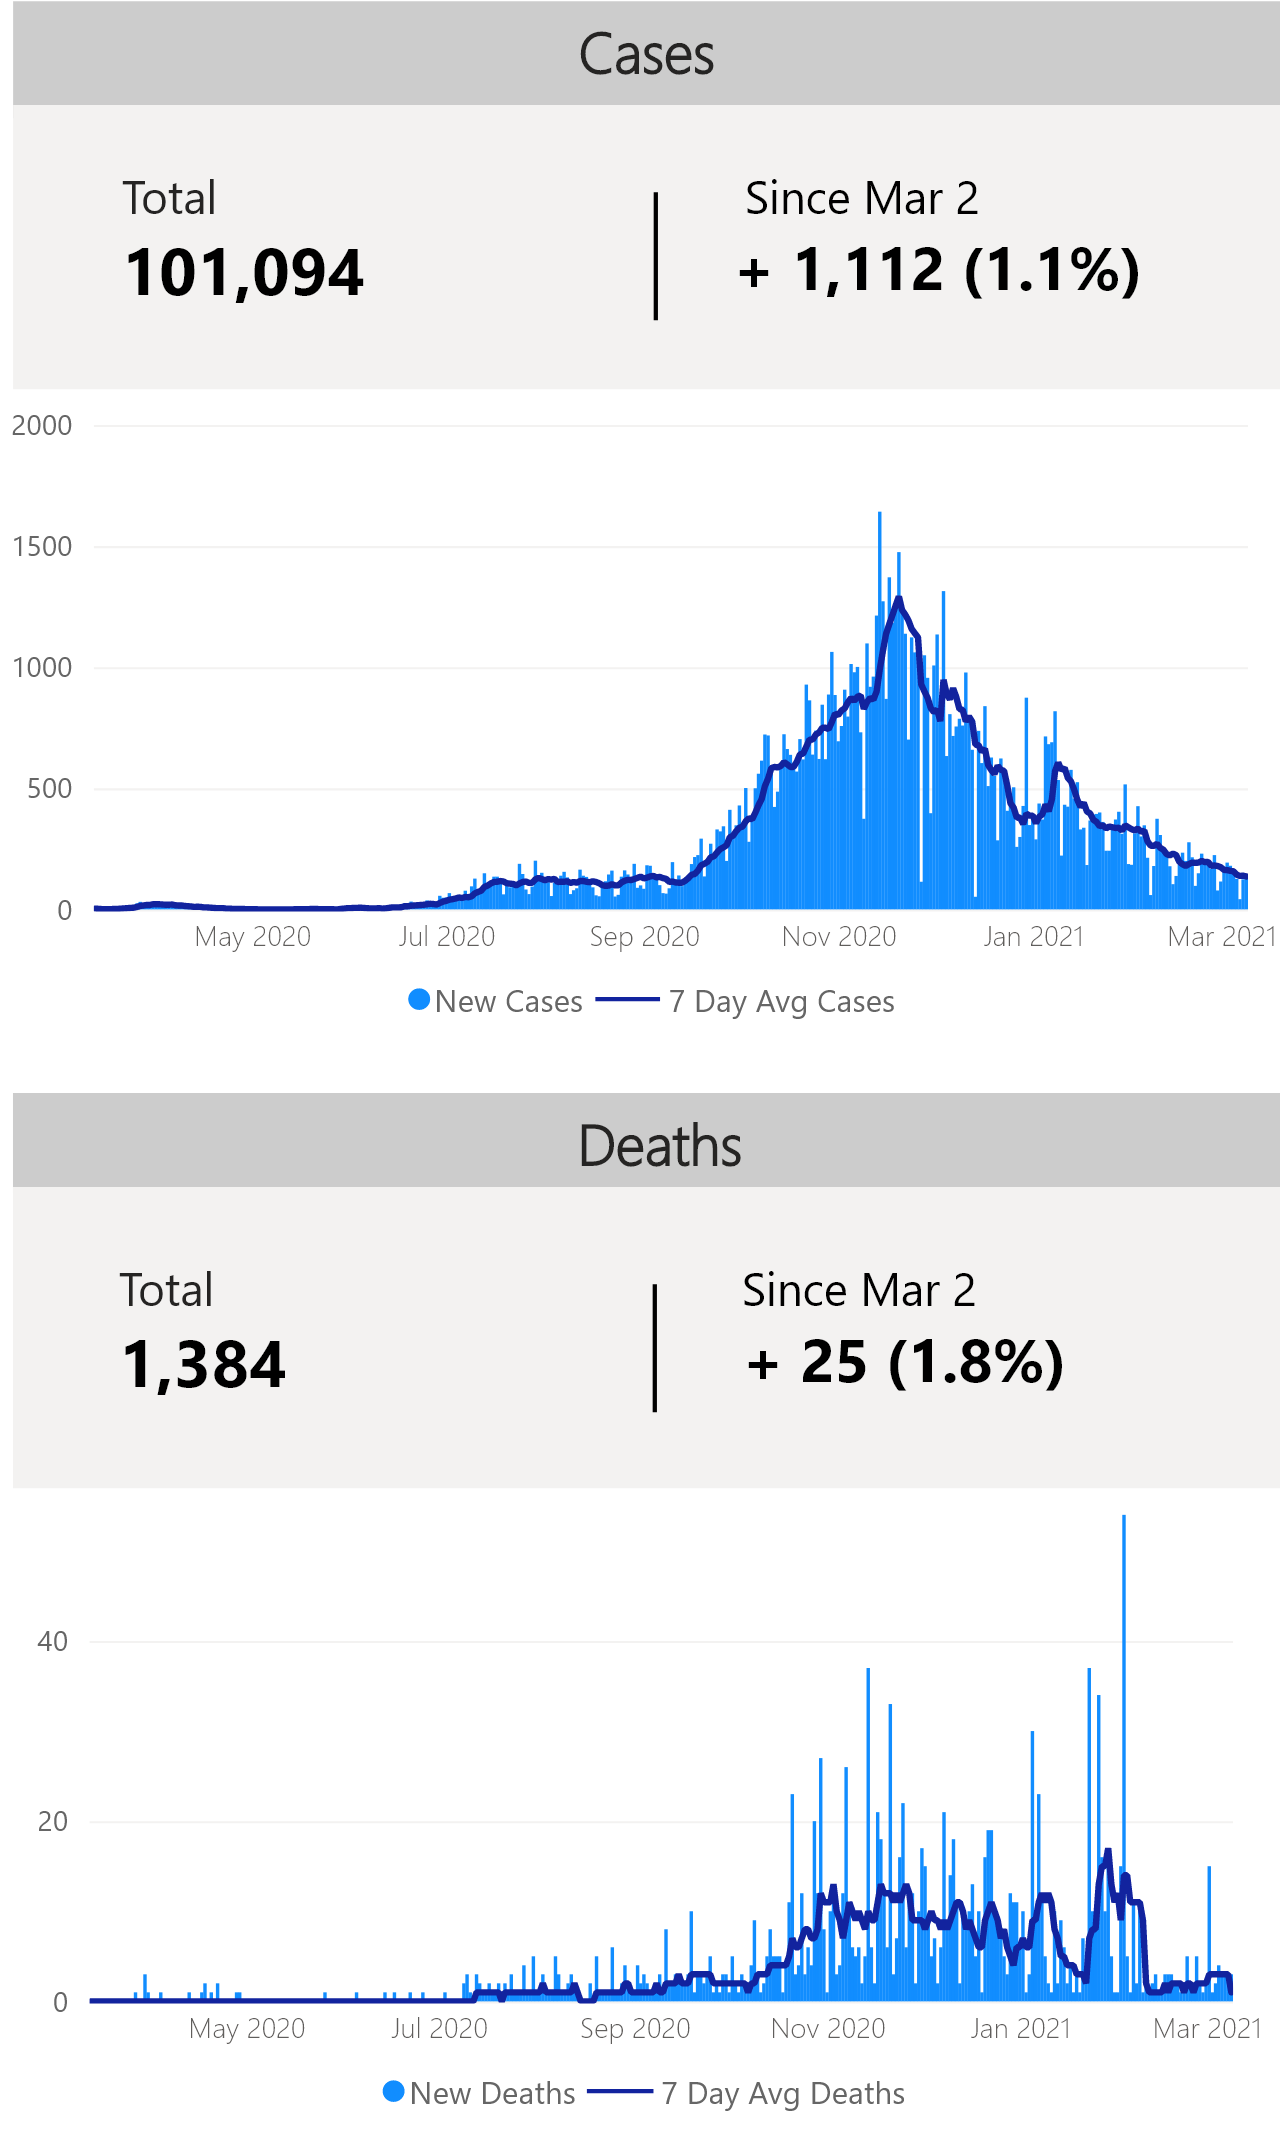 Cases
Total
Since Mar 2
101,094
+ 1,112 (1.1%)
2000
1500
1000
500
0
May 2020
Jul 2020
Sep 2020
Nov 2020
Jan 2021
Mar 2021
New Cases
7 Day Avg Cases
Deaths
Total
Since Mar 2
1,384
+ 25 (1.8%)
40
20
0
May 2020
Jul 2020
Sep 2020
Nov 2020
Jan 2021
Mar 2021
New Deaths
7 Day Avg Deaths